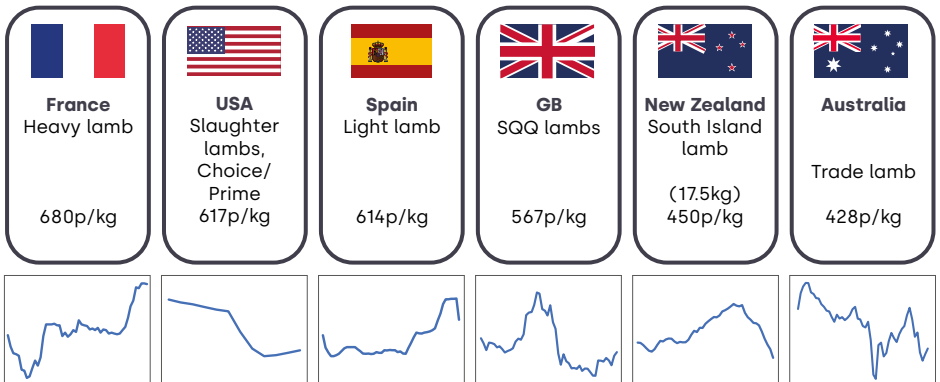 France
Heavy lamb
680p/kg
USA
Slaughter
lambs,
Choice/
Prime
617p/kg
Spain
Light lamb
614p/kg
GB
SQQ lambs
567p/kg
New Zealand
South Island
lamb
(17.5kg)
450p/kg
Australia
Trade lamb
428p/kg